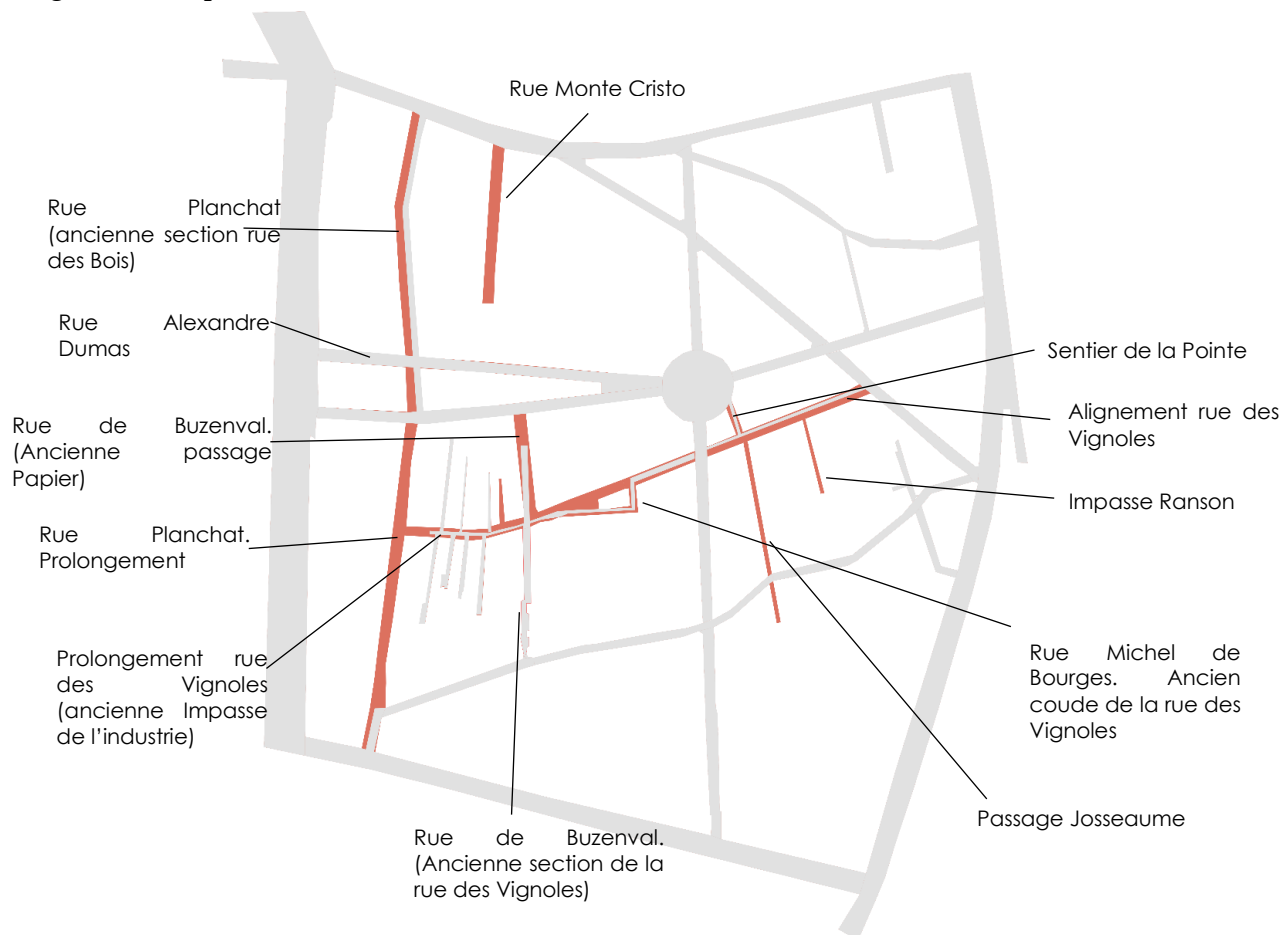 Rue Monte Cristo
Rue Planchat
(ancienne section rue
des Bois)
Rue Alexandre
Dumas
Sentier de la Pointe
Alignement rue des
Vignoles
Rue de Buzenval.
(Ancienne passage
Papier)
Impasse Ranson
Rue Planchat.
Prolongement
Prolongement rue
des Vignoles
(ancienne Impasse
de l’industrie)
Rue Michel de
Bourges. Ancien
coude de la rue des
Vignoles
Passage Josseaume
Rue de Buzenval.
(Ancienne section de la
rue des Vignoles)